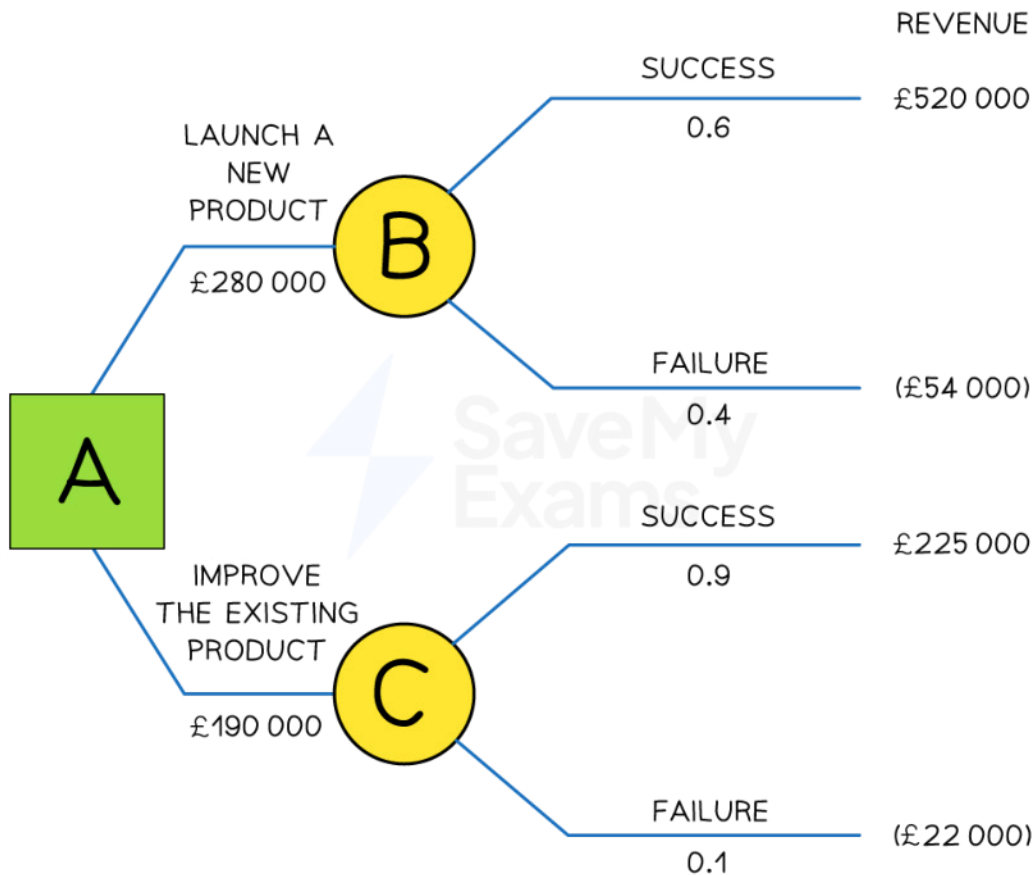 REVENUE
SUCCESS
£520 000
0.6
LAUNCH A
NEW
PRODUCT
B
£280 000
FAILURE
(£54 000)
0.4
A
SaveMy
Exams
SUCCESS
£225 000
0.9
IMPROVE
THE EXISTING
PRODUCT
C
£190 000
FAILURE
(£22 000)
0.1